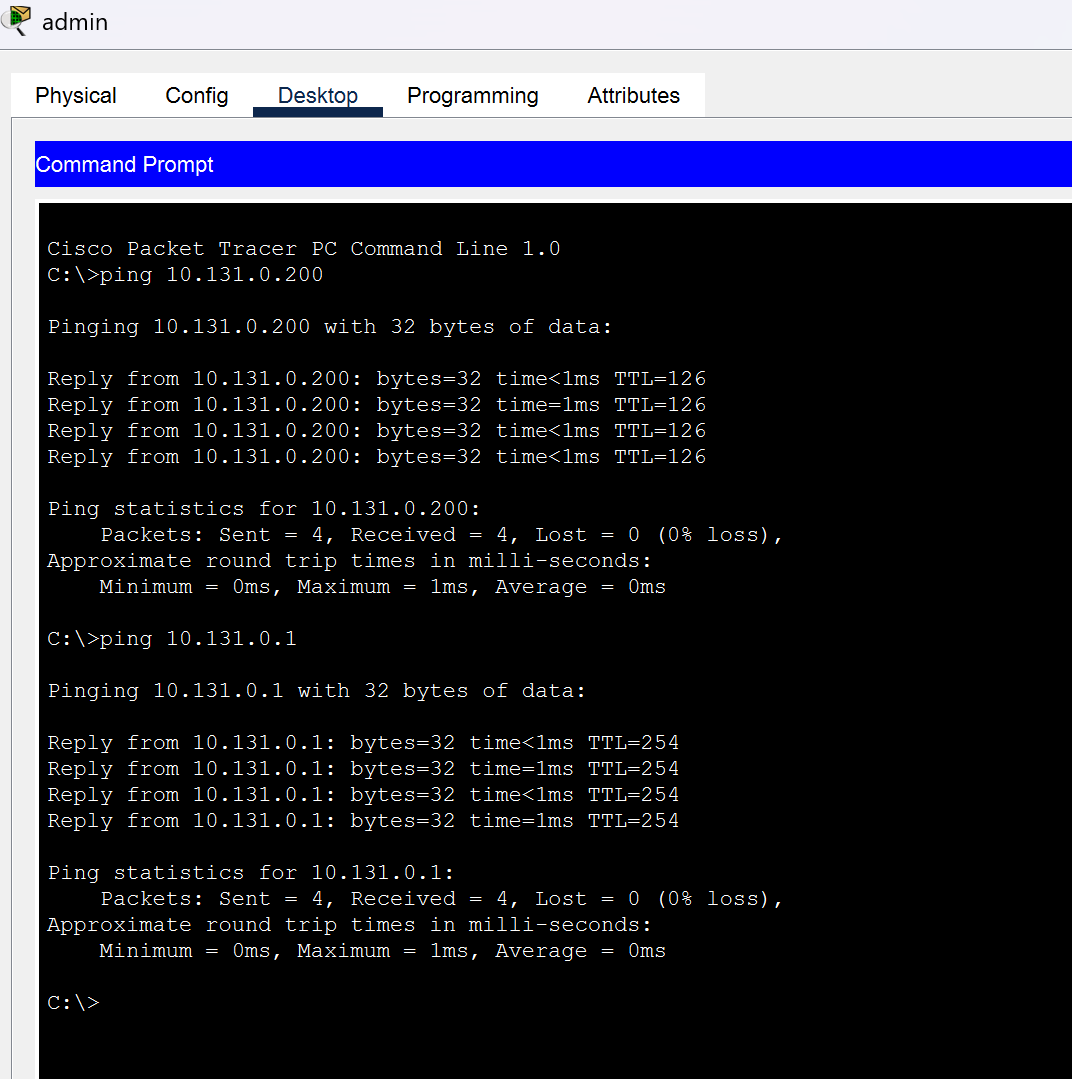 admin
Physical Config Desktop Programming Attributes
Command Prompt
Cisco Packet Tracer PC Command Line 1.0
C:\>ping 10.131.0.200
Pinging 10.131.0.200 with 32 bytes of data:
Reply from 10.131.0.200: bytes=32 time<1ms TTL=126
Reply from 10.131.0.200: bytes=32 time=1ms TTL=126
Reply from 10.131.0.200: bytes=32 time<1ms TTL=126
Reply from 10.131.0.200: bytes=32 time<1ms TTL=126
Ping statistics for 10.131.0.200:
Packets: Sent = 4, Received = 4, Lost = 0 (0% loss),
Approximate round trip times in milli-seconds:
Minimum = 0ms, Maximum = 1ms, Average = 0ms
C:\>ping 10.131.0.1
Pinging 10.131.0.1 with 32 bytes of data:
Reply from 10.131.0.1: bytes=32 time<1ms TTL=254
Reply from 10.131.0.1: bytes=32 time=1ms TTL=254
Reply from 10.131.0.1: bytes=32 time<1ms TTL=254
Reply from 10.131.0.1: bytes=32 time=1ms TTL=254
Ping statistics for 10.131.0.1:
Packets: Sent = 4, Received = 4, Lost = 0 (0% loss),
Approximate round trip times in milli-seconds:
Minimum = 0ms, Maximum = 1ms, Average = 0ms
C:\>